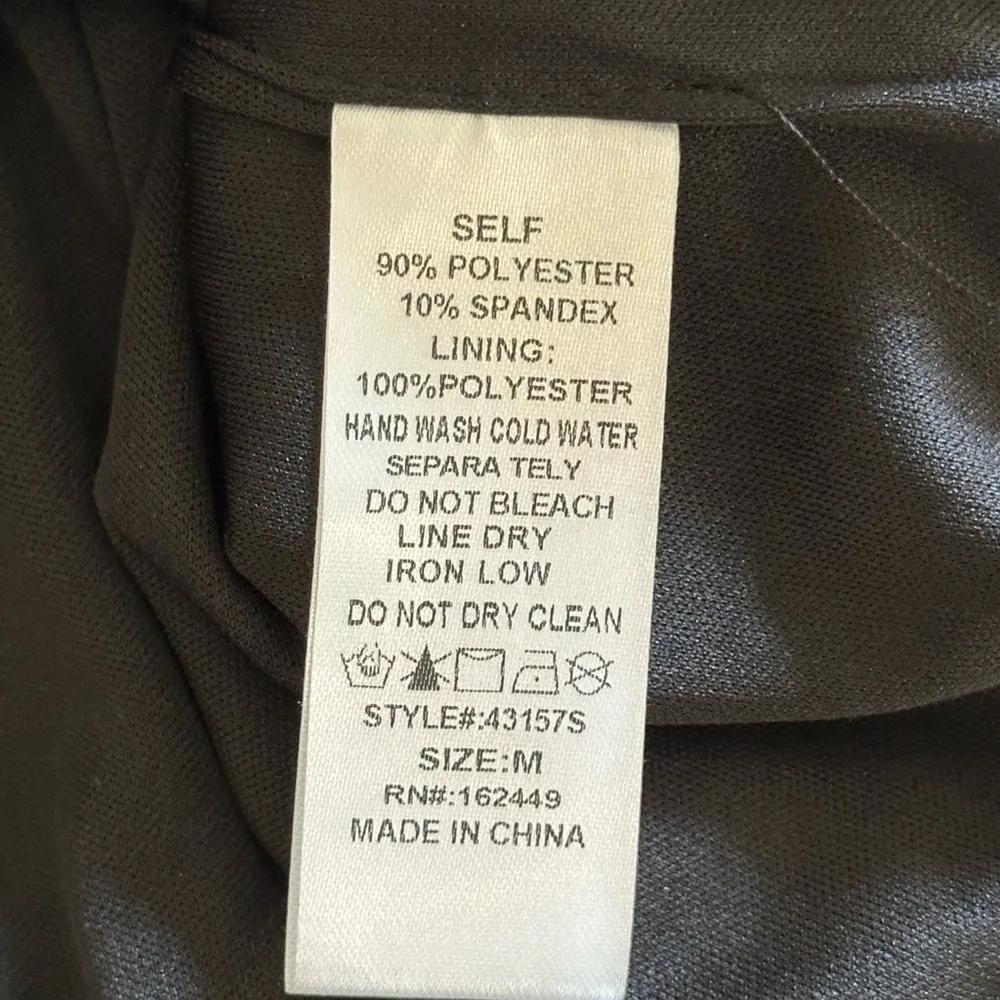 SELF
90% POLYESTER
10% SPANDEX
LINING:
100%POLYESTER
HAND WASH COLD WATER
SEPARA TELY
DO NOT BLEACH
LINE DRY
IRON LOW
DO NOT DRY CLEAN
STYLE#:43157S
SIZE:M
RN#:162449
MADE IN CHINA